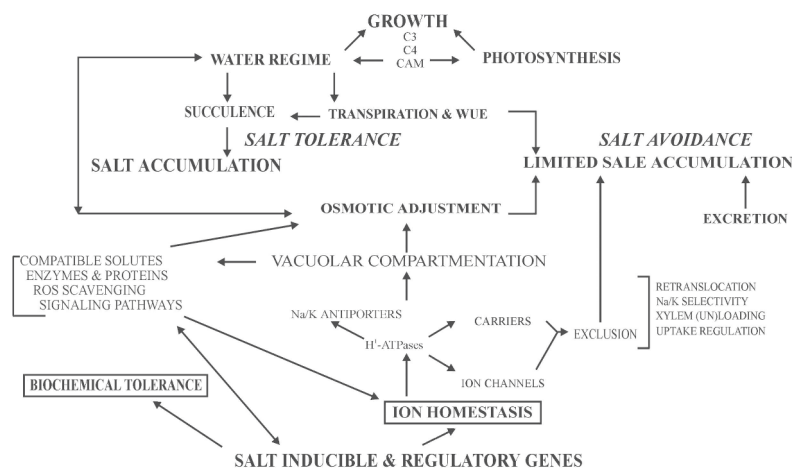 GROWTH
C3
C4
CAM
WATER REGIME
PHOTOSYNTHESIS
SUCCULENCE
TRANSPIRATION & WUE
SALT TOLERANCE
SALT AVOIDANCE
SALT ACCUMULATION
LIMITED SALE ACCUMULATION
OSMOTIC ADJUSTMENT
EXCRETION
COMPATIBLE SOLUTES
ENZYMES & PROTEINS
ROS SCAVENGING
SIGNALING PATHWAYS
VACUOLAR COMPARTMENTATION
RETRANSLOCATION
Na/K SELECTIVITY
XYLEM (UN)LOADING
UPTAKE REGULATION
Na/K ANTIPORTERS
CARRIERS
EXCLUSION
H⁺-ATPases
ION CHANNELS
BIOCHEMICAL TOLERANCE
ION HOMESTASIS
SALT INDUCIBLE & REGULATORY GENES